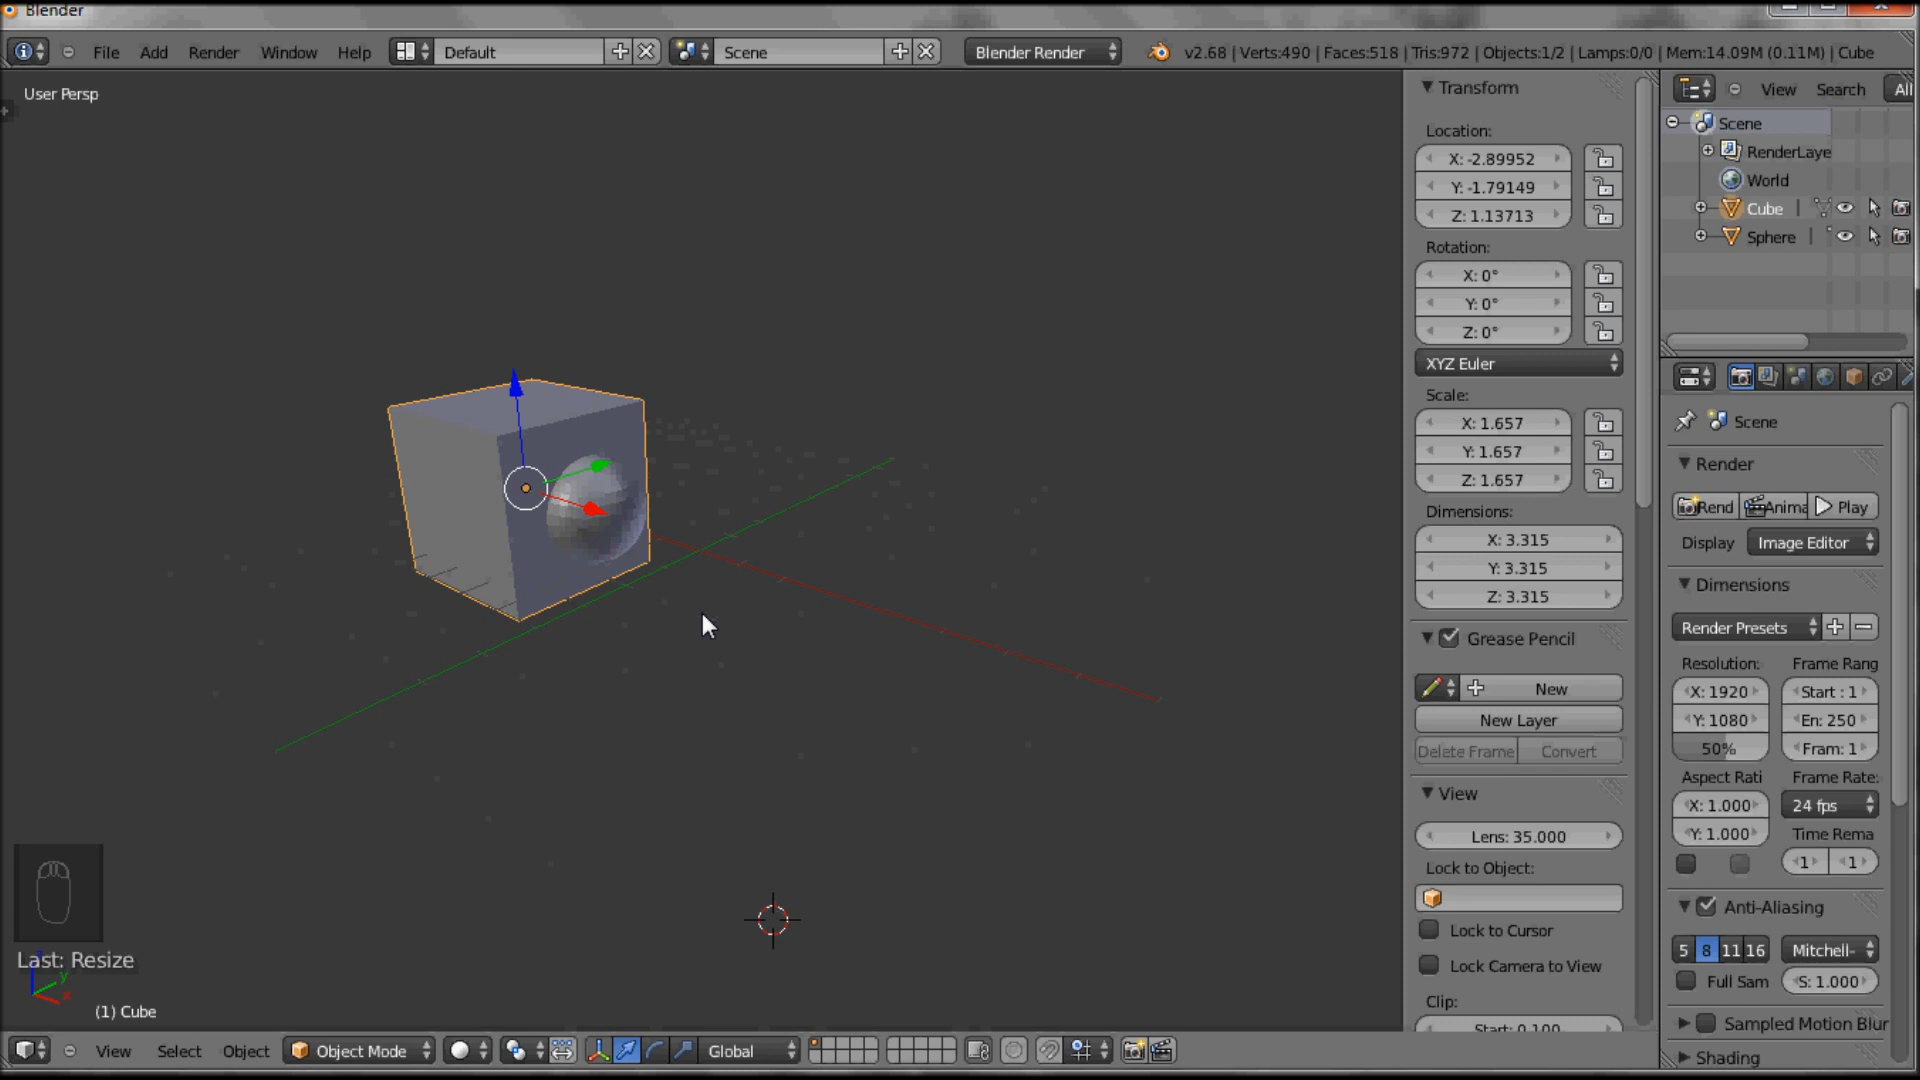 Blender
File Add Render Window Help Default Scene Blender Render v2.68 | Verts:490 | Faces:518 | Tris:972 | Objects:1/2 | Lamps:0/0 | Mem:14.09M (0.11M) | Cube
User Persp
Transform
Location:
X: -2.89952
Y: -1.79149
Z: 1.13713
Rotation:
X: 0°
Y: 0°
Z: 0°
XYZ Euler
Scale:
X: 1.657
Y: 1.657
Z: 1.657
Dimensions:
X: 3.315
Y: 3.315
Z: 3.315
Grease Pencil
New
New Layer
Delete Frame Convert
View
Lens: 35.000
Lock to Object:
Lock to Cursor
Lock Camera to View
Clip:
Start: 0.100
View Search All
Scene
RenderLaye
World
Cube
Sphere
Scene
Render
Rend Anima Play
Display Image Editor
Dimensions
Render Presets
Resolution: Frame Rang
X: 1920 Start : 1
Y: 1080 En: 250
50% Fram: 1
Aspect Rati Frame Rate:
X: 1.000 24 fps
Y: 1.000 Time Rema
1 1
Anti-Aliasing
5 8 11 16 Mitchell-
Full Sam S: 1.000
Sampled Motion Blur
Shading
Last: Resize
y
x
(1) Cube
View Select Object Object Mode Global